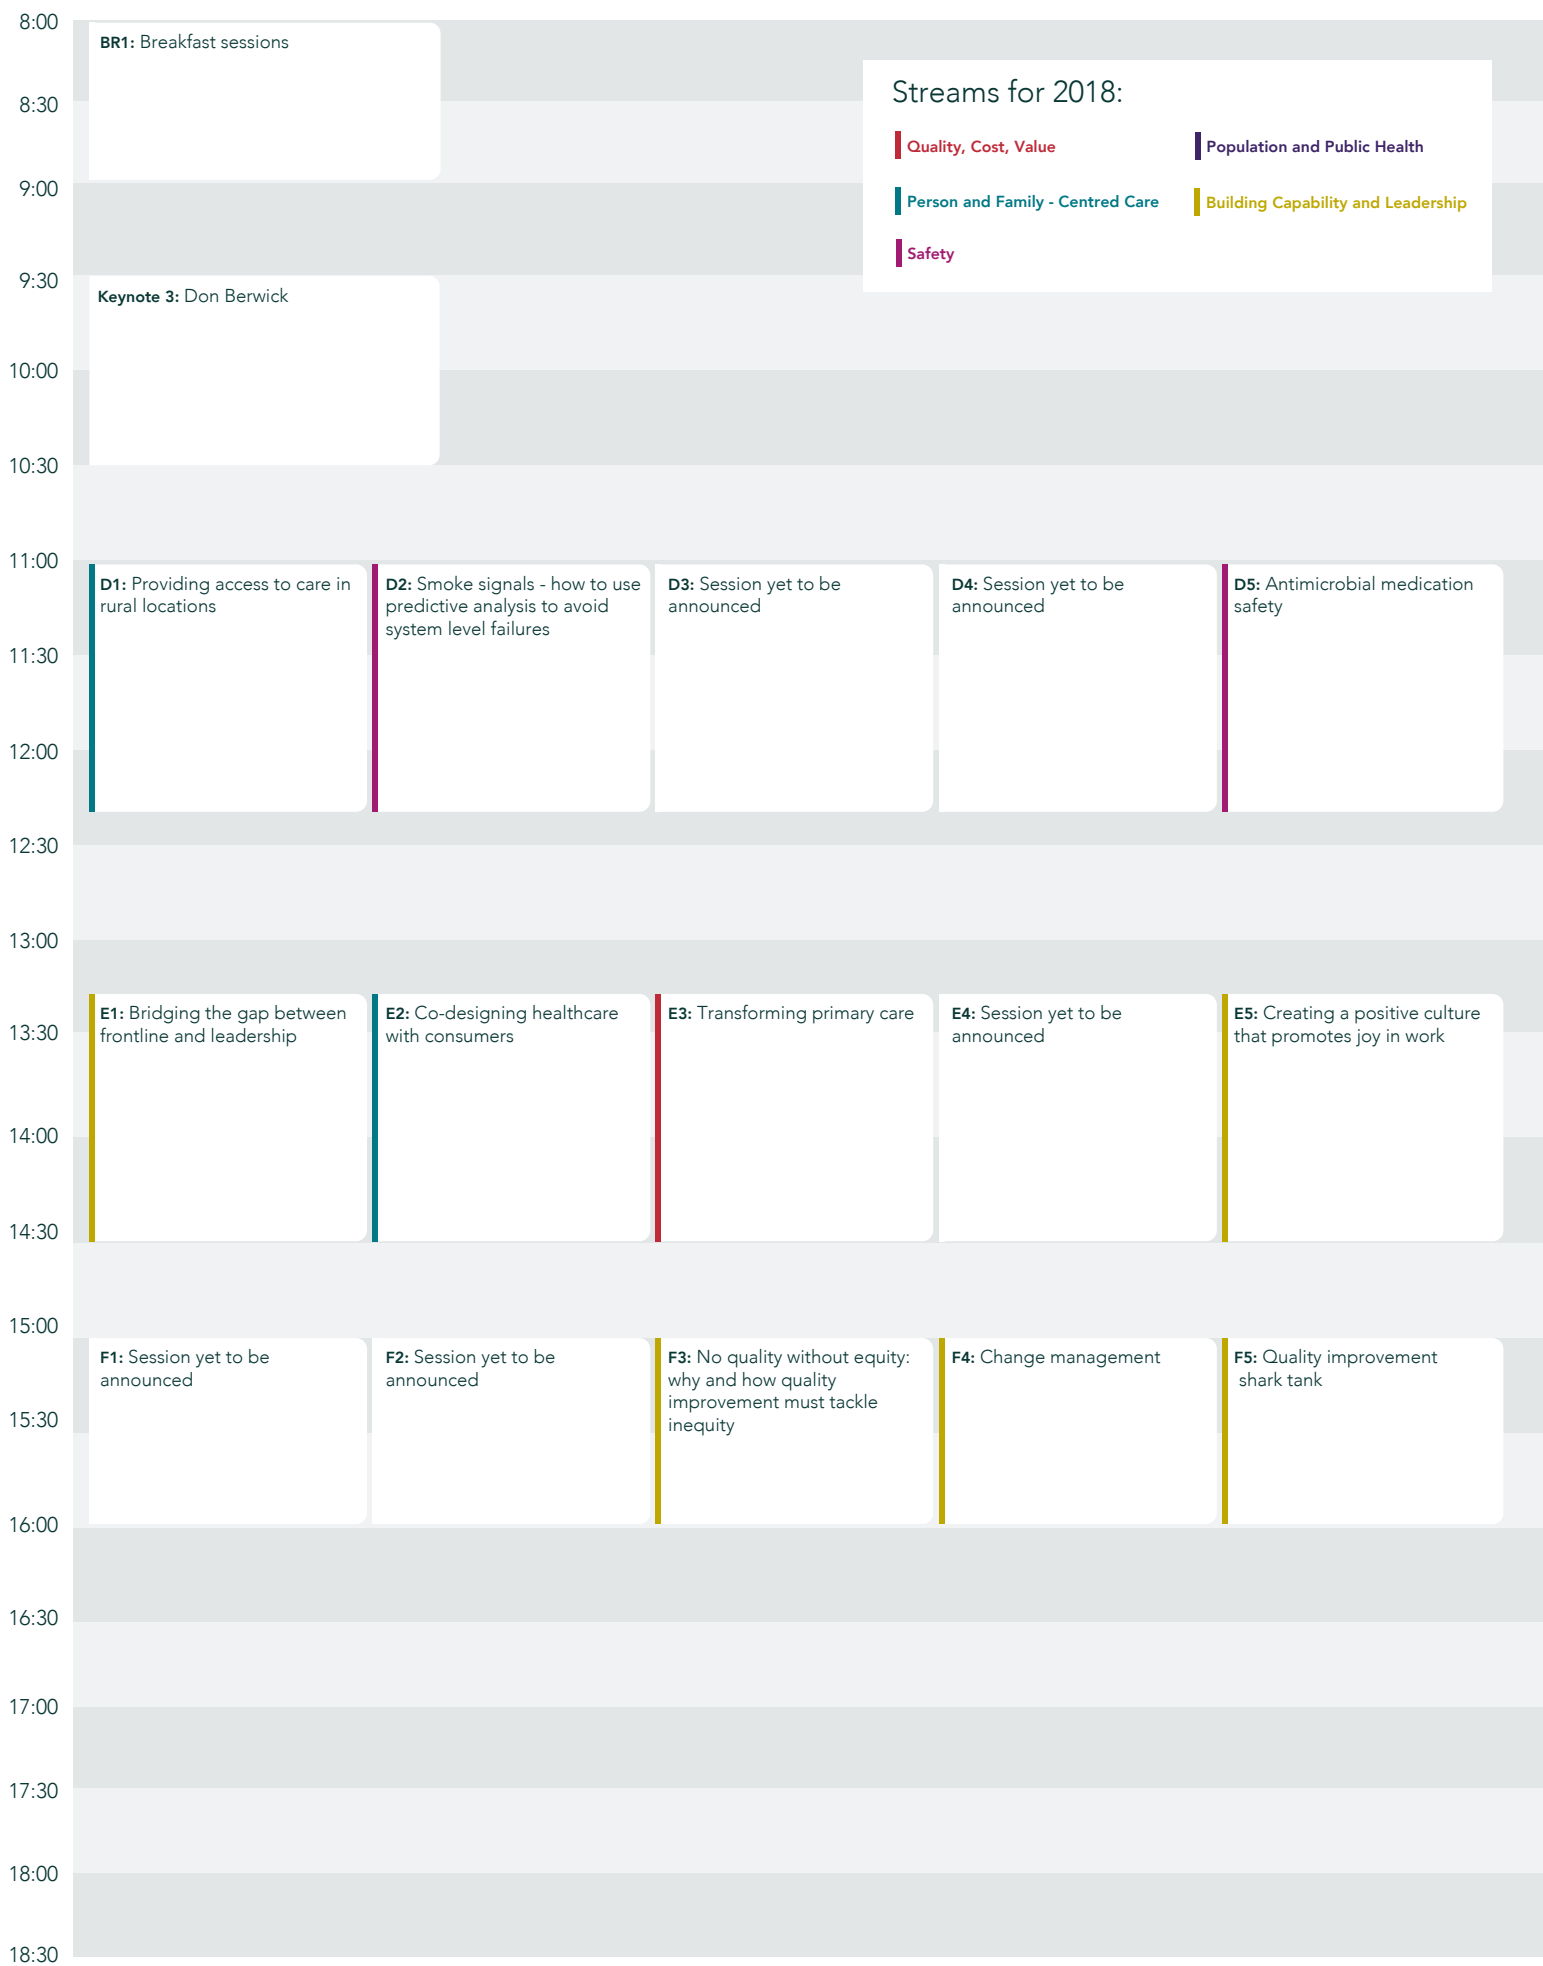 8:00
BR1: Breakfast sessions
Streams for 2018:
8:30
Quality, Cost, Value
Population and Public Health
9:00
Person and Family - Centred Care
Building Capability and Leadership
Safety
9:30
Keynote 3: Don Berwick
10:00
10:30
11:00
D1: Providing access to care in
rural locations
D2: Smoke signals - how to use
predictive analysis to avoid
system level failures
D3: Session yet to be
announced
D4: Session yet to be
announced
D5: Antimicrobial medication
safety
11:30
12:00
12:30
13:00
E1: Bridging the gap between
frontline and leadership
E2: Co-designing healthcare
with consumers
E3: Transforming primary care
E4: Session yet to be
announced
E5: Creating a positive culture
that promotes joy in work
13:30
14:00
14:30
15:00
F1: Session yet to be
announced
F2: Session yet to be
announced
F3: No quality without equity:
why and how quality
improvement must tackle
inequity
F4: Change management
F5: Quality improvement
shark tank
15:30
16:00
16:30
17:00
17:30
18:00
18:30